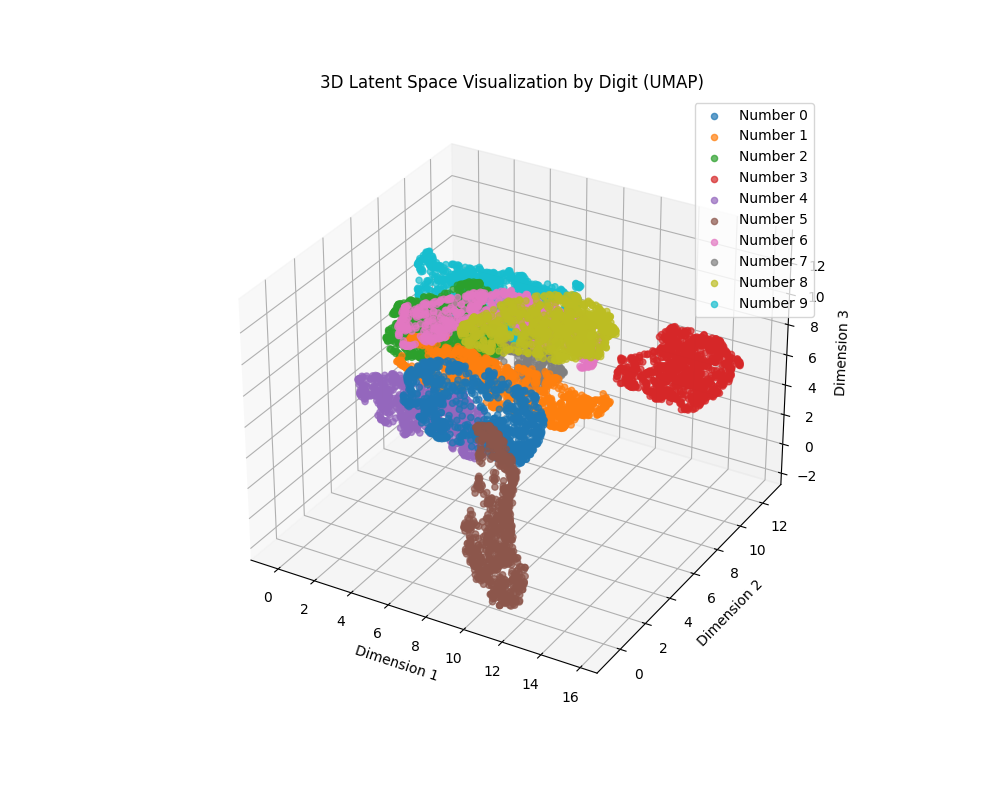 3D Latent Space Visualization by Digit (UMAP)
Number 0
Number 1
Number 2
Number 3
Number 4
Number 5
Number 6
Number 7
Number 8
Number 9
12
10
8
6
4
2
0
−2
Dimension 3
12
10
8
6
4
2
0
Dimension 2
0
2
4
6
8
10
12
14
16
Dimension 1